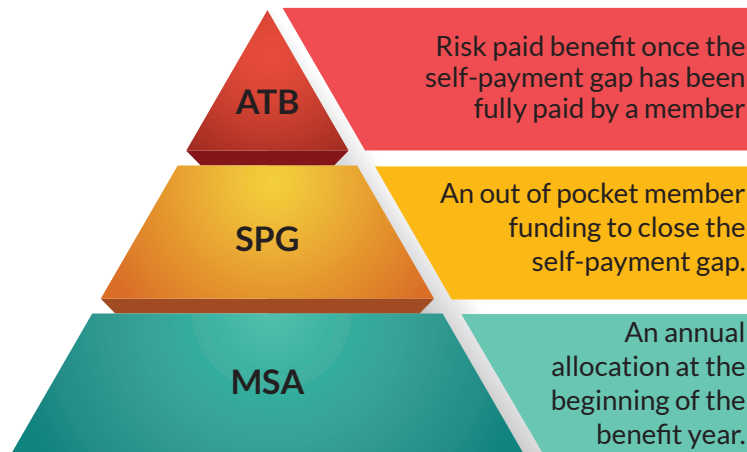 ATB
Risk paid benefit once the
self-payment gap has been
fully paid by a member
SPG
An out of pocket member
funding to close the
self-payment gap.
MSA
An annual
allocation at the
beginning of the
benefit year.